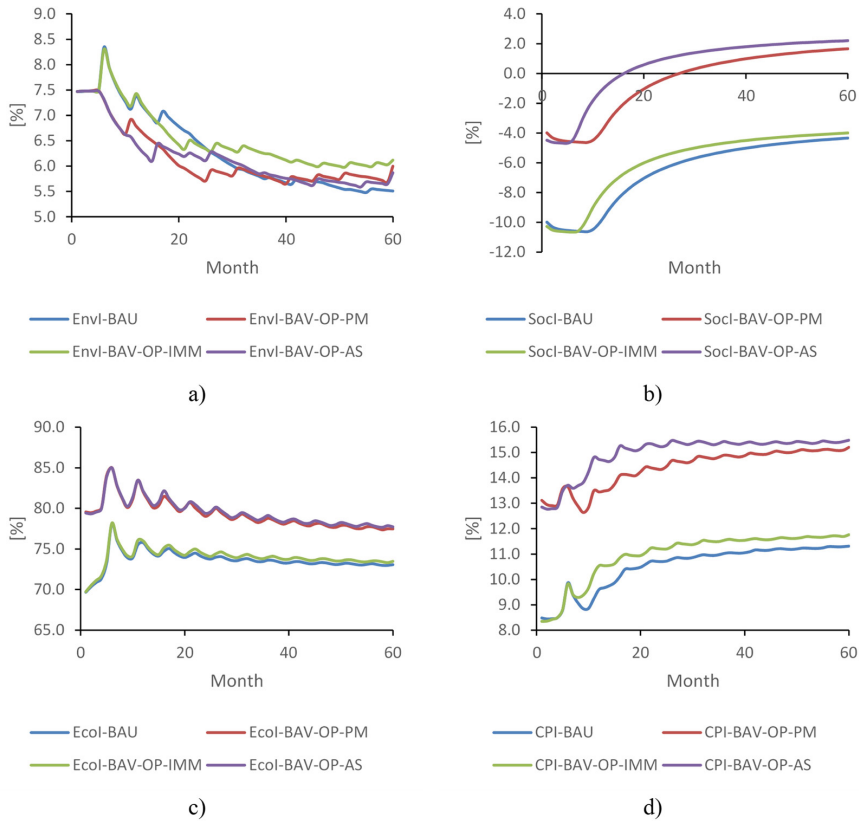 9.0
8.5
8.0
7.5
7.0
6.5
6.0
5.5
5.0
[%]
0 20 40 60
Month
EnvI-BAU EnvI-BAV-OP-PM
EnvI-BAV-OP-IMM EnvI-BAV-OP-AS
a)
4.0
2.0
0.0
-2.0
-4.0
-6.0
-8.0
-10.0
-12.0
[%]
0 20 40 60
Month
SocI-BAU SocI-BAV-OP-PM
SocI-BAV-OP-IMM SocI-BAV-OP-AS
b)
90.0
85.0
80.0
75.0
70.0
65.0
[%]
0 20 40 60
Month
EcoI-BAU EcoI-BAV-OP-PM
EcoI-BAV-OP-IMM EcoI-BAV-OP-AS
c)
16.0
15.0
14.0
13.0
12.0
11.0
10.0
9.0
8.0
[%]
0 20 40 60
Month
CPI-BAU CPI-BAV-OP-PM
CPI-BAV-OP-IMM CPI-BAV-OP-AS
d)